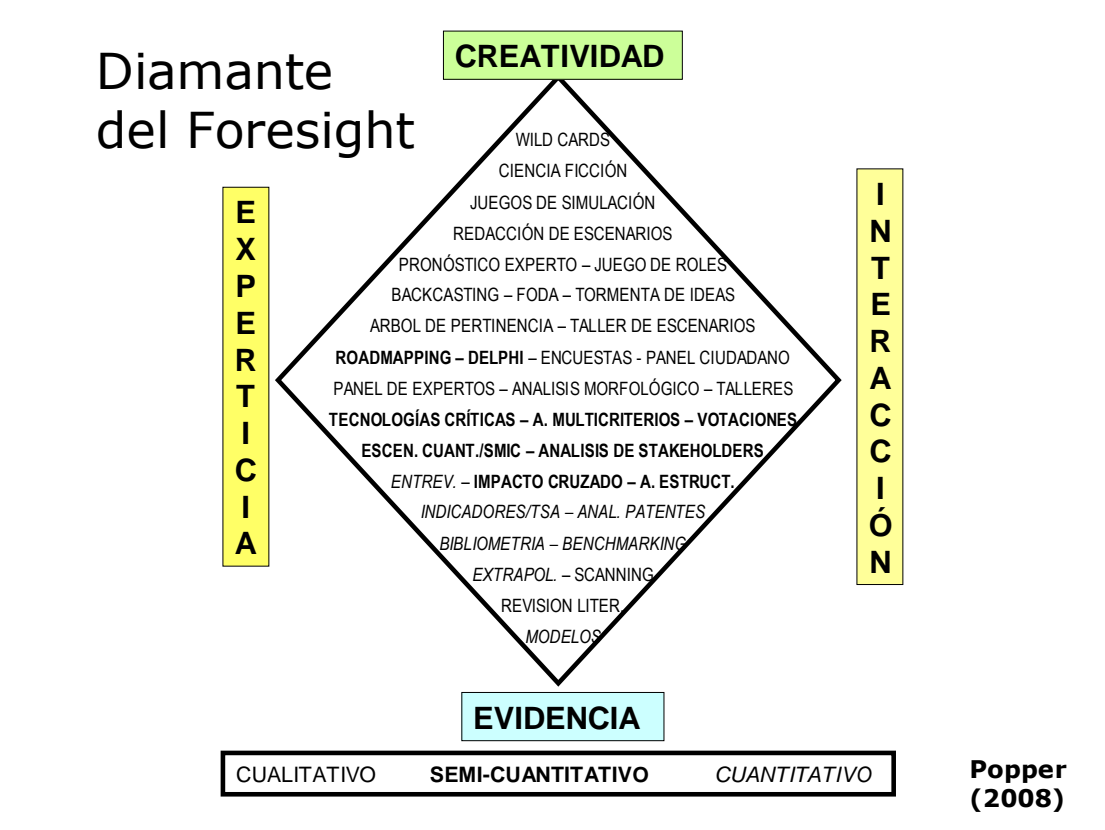 Diamante
del Foresight
CREATIVIDAD
EXPERTICIA
WILD CARDS
CIENCIA FICCIÓN
JUEGOS DE SIMULACIÓN
REDACCIÓN DE ESCENARIOS
PRONÓSTICO EXPERTO – JUEGO DE ROLES
BACKCASTING – FODA – TORMENTA DE IDEAS
ARBOL DE PERTINENCIA – TALLER DE ESCENARIOS
ROADMAPPING – DELPHI – ENCUESTAS - PANEL CIUDADANO
PANEL DE EXPERTOS – ANALISIS MORFOLÓGICO – TALLERES
TECNOLOGÍAS CRÍTICAS – A. MULTICRITERIOS – VOTACIONES
ESCEN. CUANT./SMIC – ANALISIS DE STAKEHOLDERS
ENTREV. – IMPACTO CRUZADO – A. ESTRUCT.
INDICADORES/TSA – ANAL. PATENTES
BIBLIOMETRIA – BENCHMARKING
EXTRAPOL. – SCANNING
REVISION LITER.
MODELOS
INTERACCIÓN
EVIDENCIA
CUALITATIVO SEMI-CUANTITATIVO CUANTITATIVO
Popper
(2008)